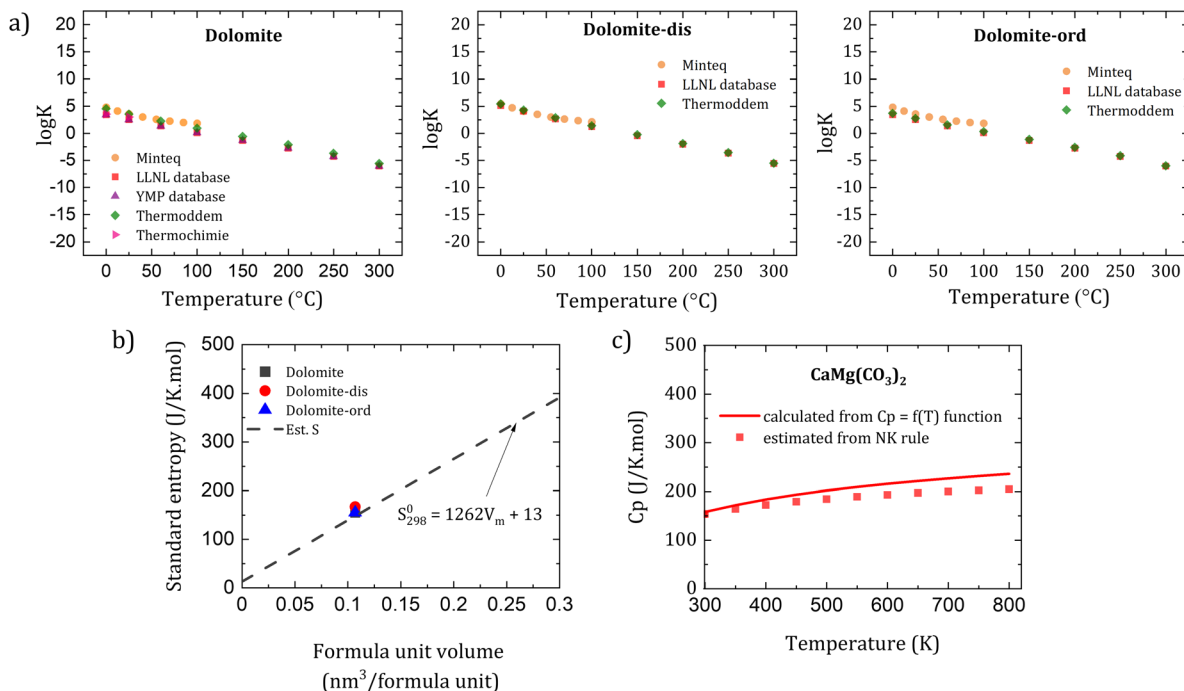 a)
Dolomite
logK
20
15
10
5
0
-5
-10
-15
-20
Minteq
LLNL database
YMP database
Thermoddem
Thermochimie
0 50 100 150 200 250 300
Temperature (°C)
Dolomite-dis
logK
20
15
10
5
0
-5
-10
-15
-20
Minteq
LLNL database
Thermoddem
0 50 100 150 200 250 300
Temperature (°C)
Dolomite-ord
logK
20
15
10
5
0
-5
-10
-15
-20
Minteq
LLNL database
Thermoddem
0 50 100 150 200 250 300
Temperature (°C)
b)
Standard entropy (J/K.mol)
500
400
300
200
100
0
Dolomite
Dolomite-dis
Dolomite-ord
Est. S
S⁰₂₉₈ = 1262Vₘ + 13
0 0.05 0.1 0.15 0.2 0.25 0.3
Formula unit volume
(nm³/formula unit)
c)
Cp (J/K.mol)
500
400
300
200
100
0
CaMg(CO₃)₂
calculated from Cp = f(T) function
estimated from NK rule
300 400 500 600 700 800
Temperature (K)